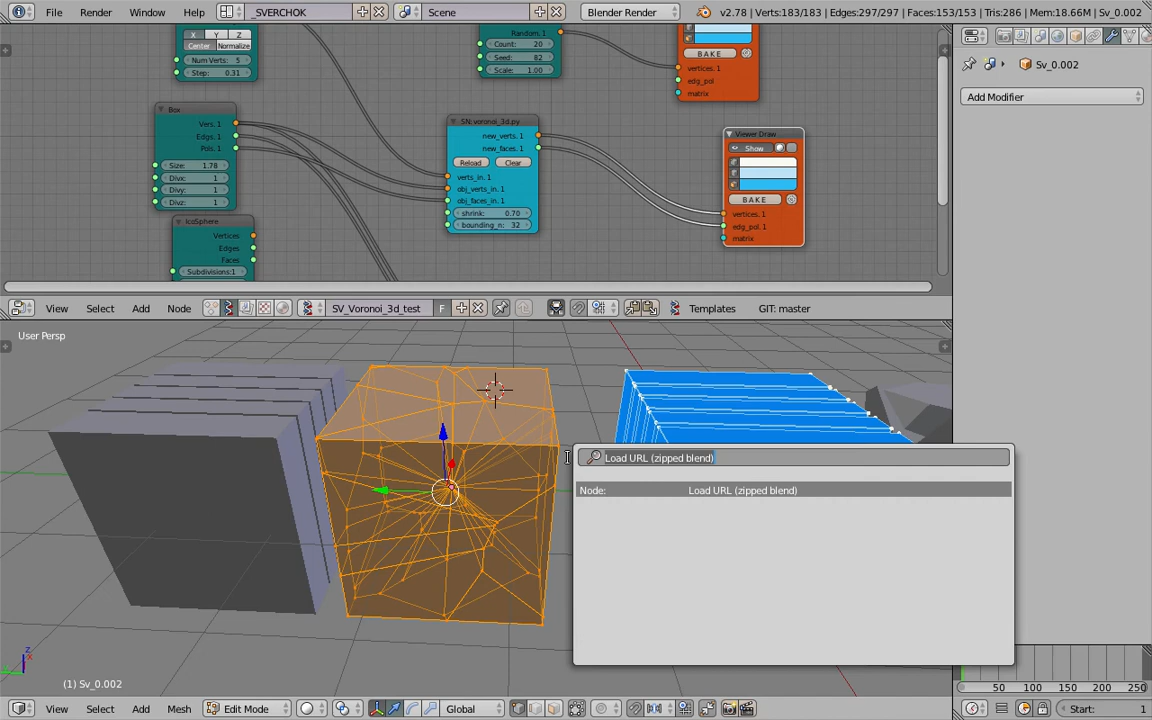 File Render Window Help _SVERCHOK Scene Blender Render v2.78 | Verts:183/183 | Edges:297/297 | Faces:153/153 | Tris:286 | Mem:18.66M | Sv_0.002
X Y Z
Center Normalize
Num Verts: 5
Step: 0.31
Random. 1
Count: 20
Seed: 82
Scale: 1.00
BAKE
vertices. 1
edg_pol
matrix
Sv_0.002
Add Modifier
Box
Vers. 1
Edges. 1
Pols. 1
Size: 1.78
Divx: 1
Divy: 1
Divz: 1
SN:voronoi_3d.py
new_verts. 1
new_faces. 1
Reload Clear
verts_in. 1
obj_verts_in. 1
obj_faces_in. 1
shrink: 0.70
bounding_n: 32
Viewer Draw
Show
BAKE
vertices. 1
edg_pol. 1
matrix
IcoSphere
Vertices
Edges
Faces
Subdivisions:1
View Select Add Node SV_Voronoi_3d_test F Templates GIT: master
User Persp
Load URL (zipped blend)
Node: Load URL (zipped blend)
z
x
(1) Sv_0.002
50 100 150 200 250
View Select Add Mesh Edit Mode Global Start: 1